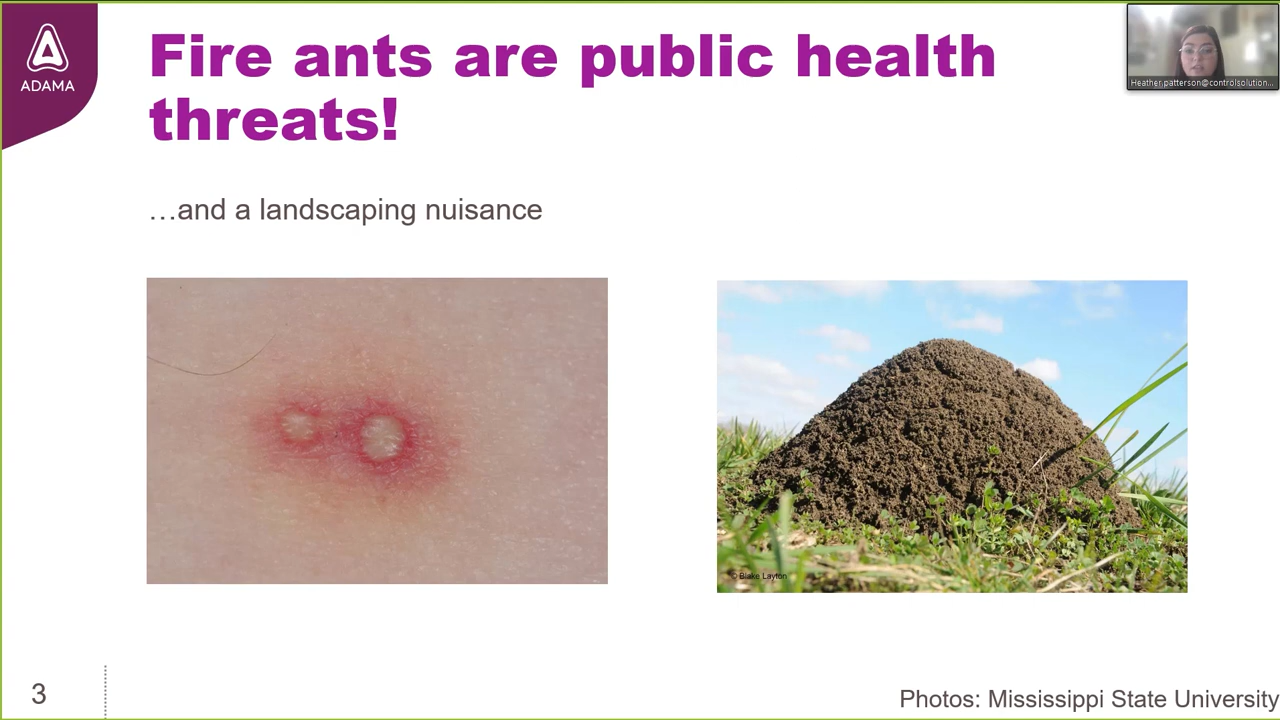 ADAMA
Fire ants are public health
threats!
Heather.patterson@controlsolution...
…and a landscaping nuisance
© Blake Layton
3
Photos: Mississippi State University